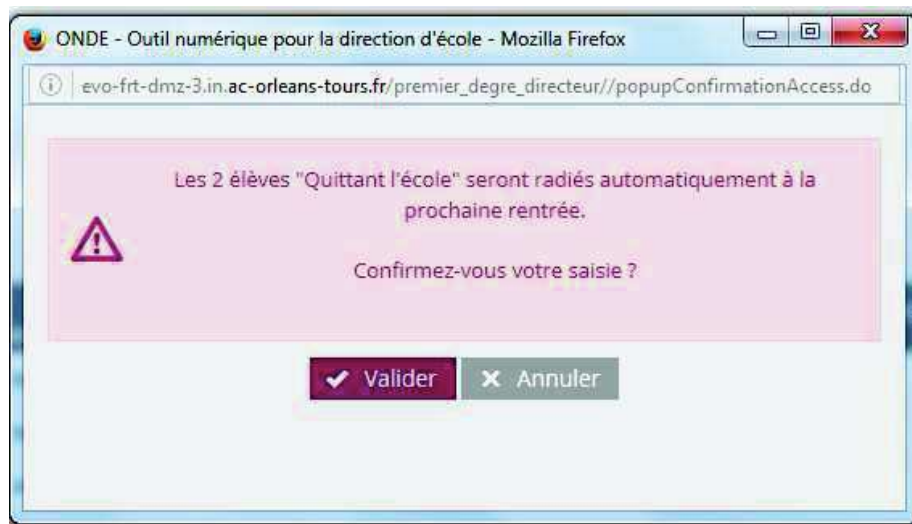 ONDE - Outil numérique pour la direction d'école - Mozilla Firefox
evo-frt-dmz-3.in.ac-orleans-tours.fr/premier_degre_directeur//popupConfirmationAccess.do
Les 2 élèves "Quittant l'école" seront radiés automatiquement à la
prochaine rentrée.
Confirmez-vous votre saisie ?
Valider Annuler